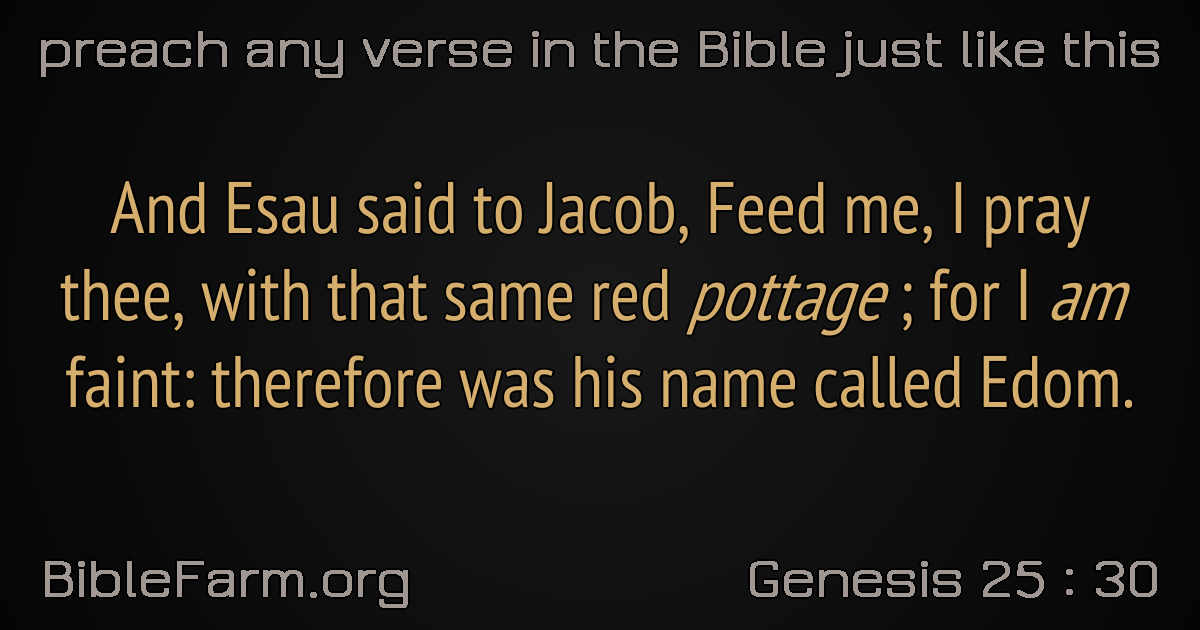 preach any verse in the Bible just like this
And Esau said to Jacob, Feed me, I pray
thee, with that same red pottage ; for I am
faint: therefore was his name called Edom.
BibleFarm.org
Genesis 25 : 30